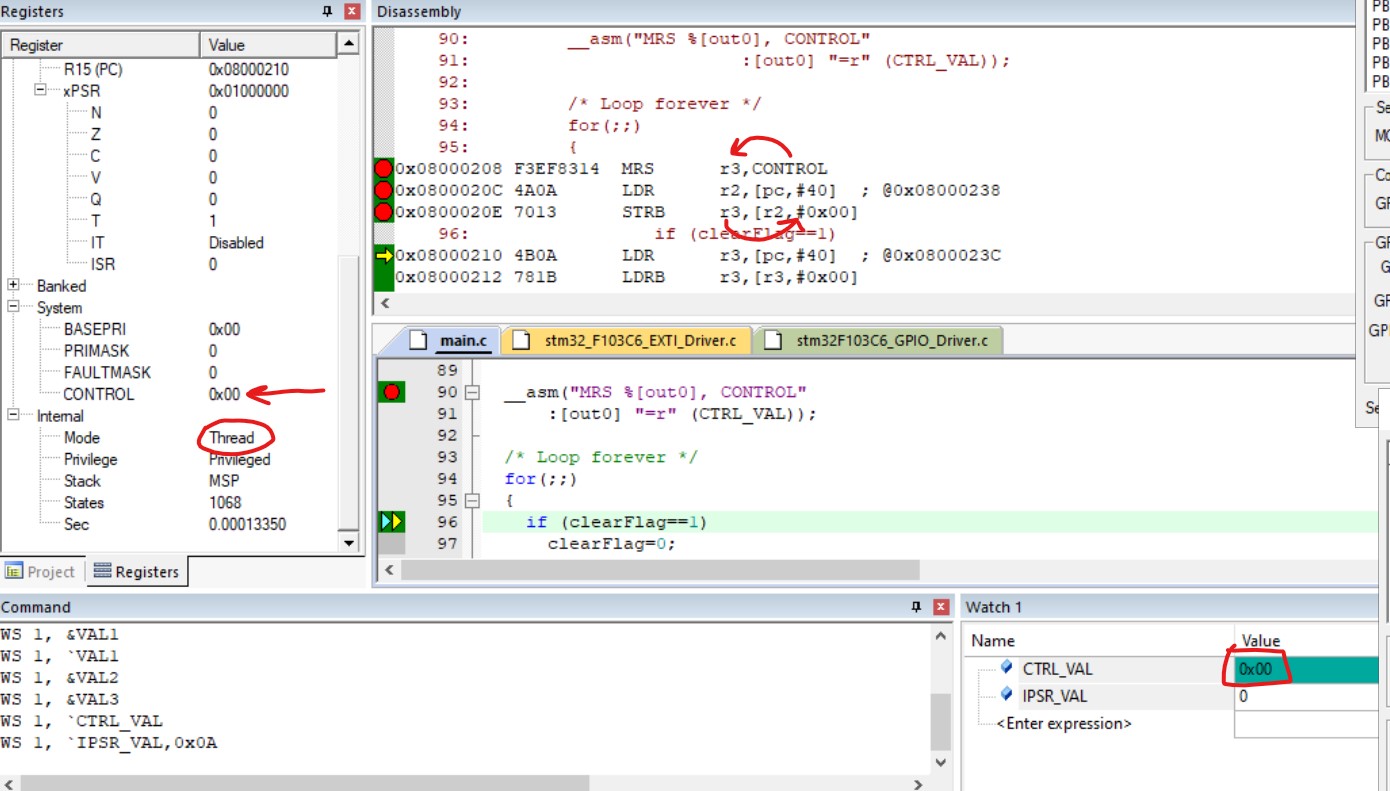 Registers
Register Value
R15 (PC) 0x08000210
xPSR 0x01000000
N 0
Z 0
C 0
V 0
Q 0
T 1
IT Disabled
ISR 0
Banked
System
BASEPRI 0x00
PRIMASK 0
FAULTMASK 0
CONTROL 0x00
Internal
Mode Thread
Privilege Privileged
Stack MSP
States 1068
Sec 0.00013350
Project Registers
Disassembly
90: __asm("MRS %[out0], CONTROL"
91: :[out0] "=r" (CTRL_VAL));
92:
93: /* Loop forever */
94: for(;;)
95: {
0x08000208 F3EF8314 MRS r3,CONTROL
0x0800020C 4A0A LDR r2,[pc,#40] ; @0x08000238
0x0800020E 7013 STRB r3,[r2,#0x00]
96: if (clearFlag==1)
0x08000210 4B0A LDR r3,[pc,#40] ; @0x0800023C
0x08000212 781B LDRB r3,[r3,#0x00]
main.c stm32_F103C6_EXTI_Driver.c stm32F103C6_GPIO_Driver.c
89
90 __asm("MRS %[out0], CONTROL"
91 :[out0] "=r" (CTRL_VAL));
92
93 /* Loop forever */
94 for(;;)
95 {
96 if (clearFlag==1)
97 clearFlag=0;
Command
WS 1, &VAL1
WS 1, `VAL1
WS 1, &VAL2
WS 1, &VAL3
WS 1, `CTRL_VAL
WS 1, `IPSR_VAL,0x0A
Watch 1
Name Value
CTRL_VAL 0x00
IPSR_VAL 0
<Enter expression>
PB
PB
PB
PB
PB
Se
Co
GP